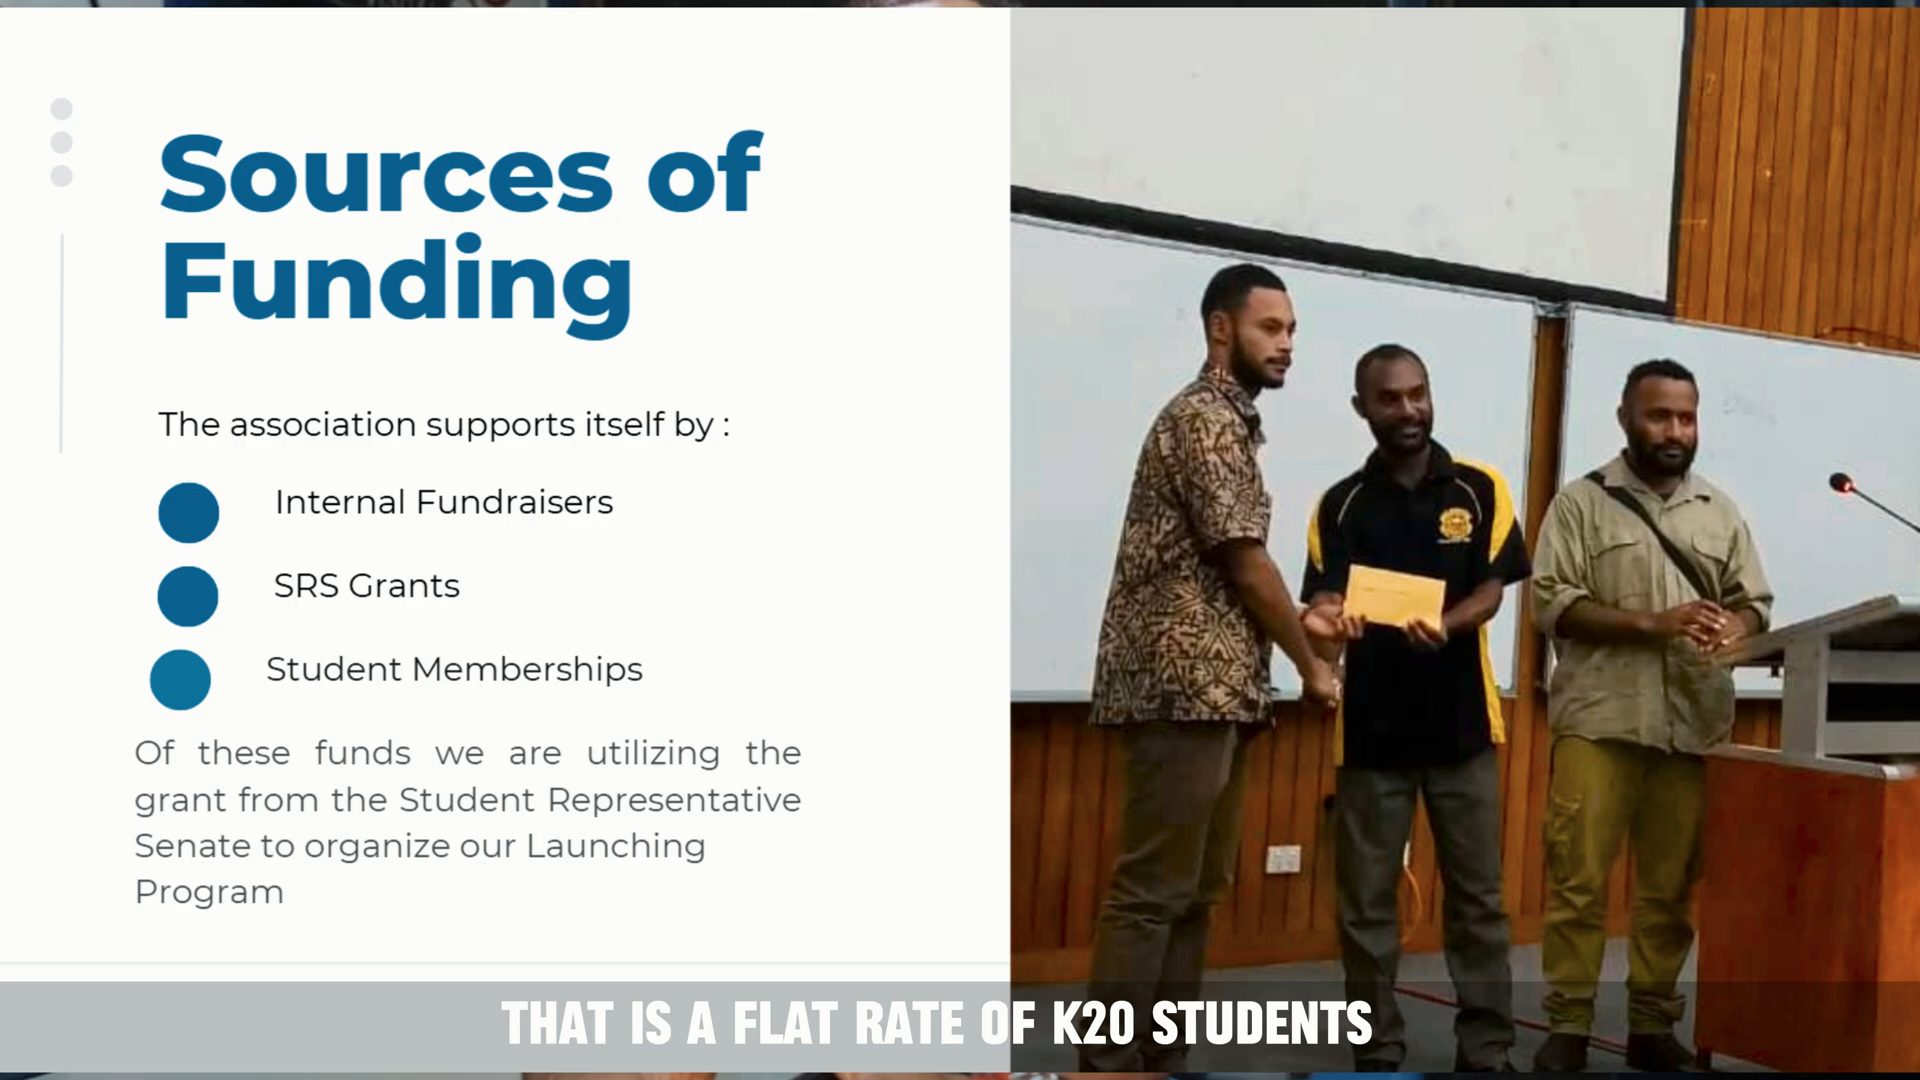 Sources of
Funding
The association supports itself by :
Internal Fundraisers
SRS Grants
Student Memberships
Of these funds we are utilizing the
grant from the Student Representative
Senate to organize our Launching
Program
THAT IS A FLAT RATE OF K20 STUDENTS